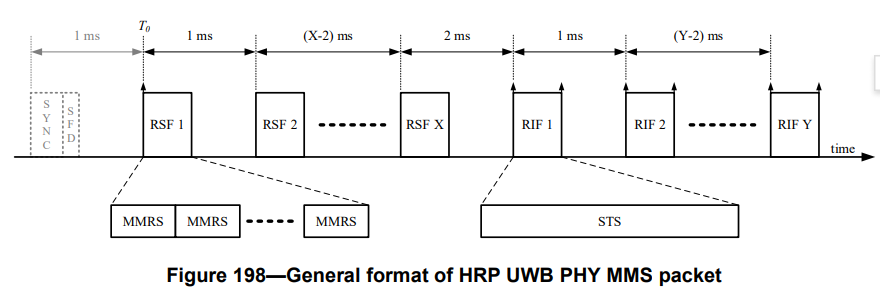 T₀
1 ms
1 ms
(X-2) ms
2 ms
1 ms
(Y-2) ms
SYNC
SFD
RSF 1
RSF 2
RSF X
RIF 1
RIF 2
RIF Y
time
MMRS
MMRS
MMRS
STS
Figure 198—General format of HRP UWB PHY MMS packet